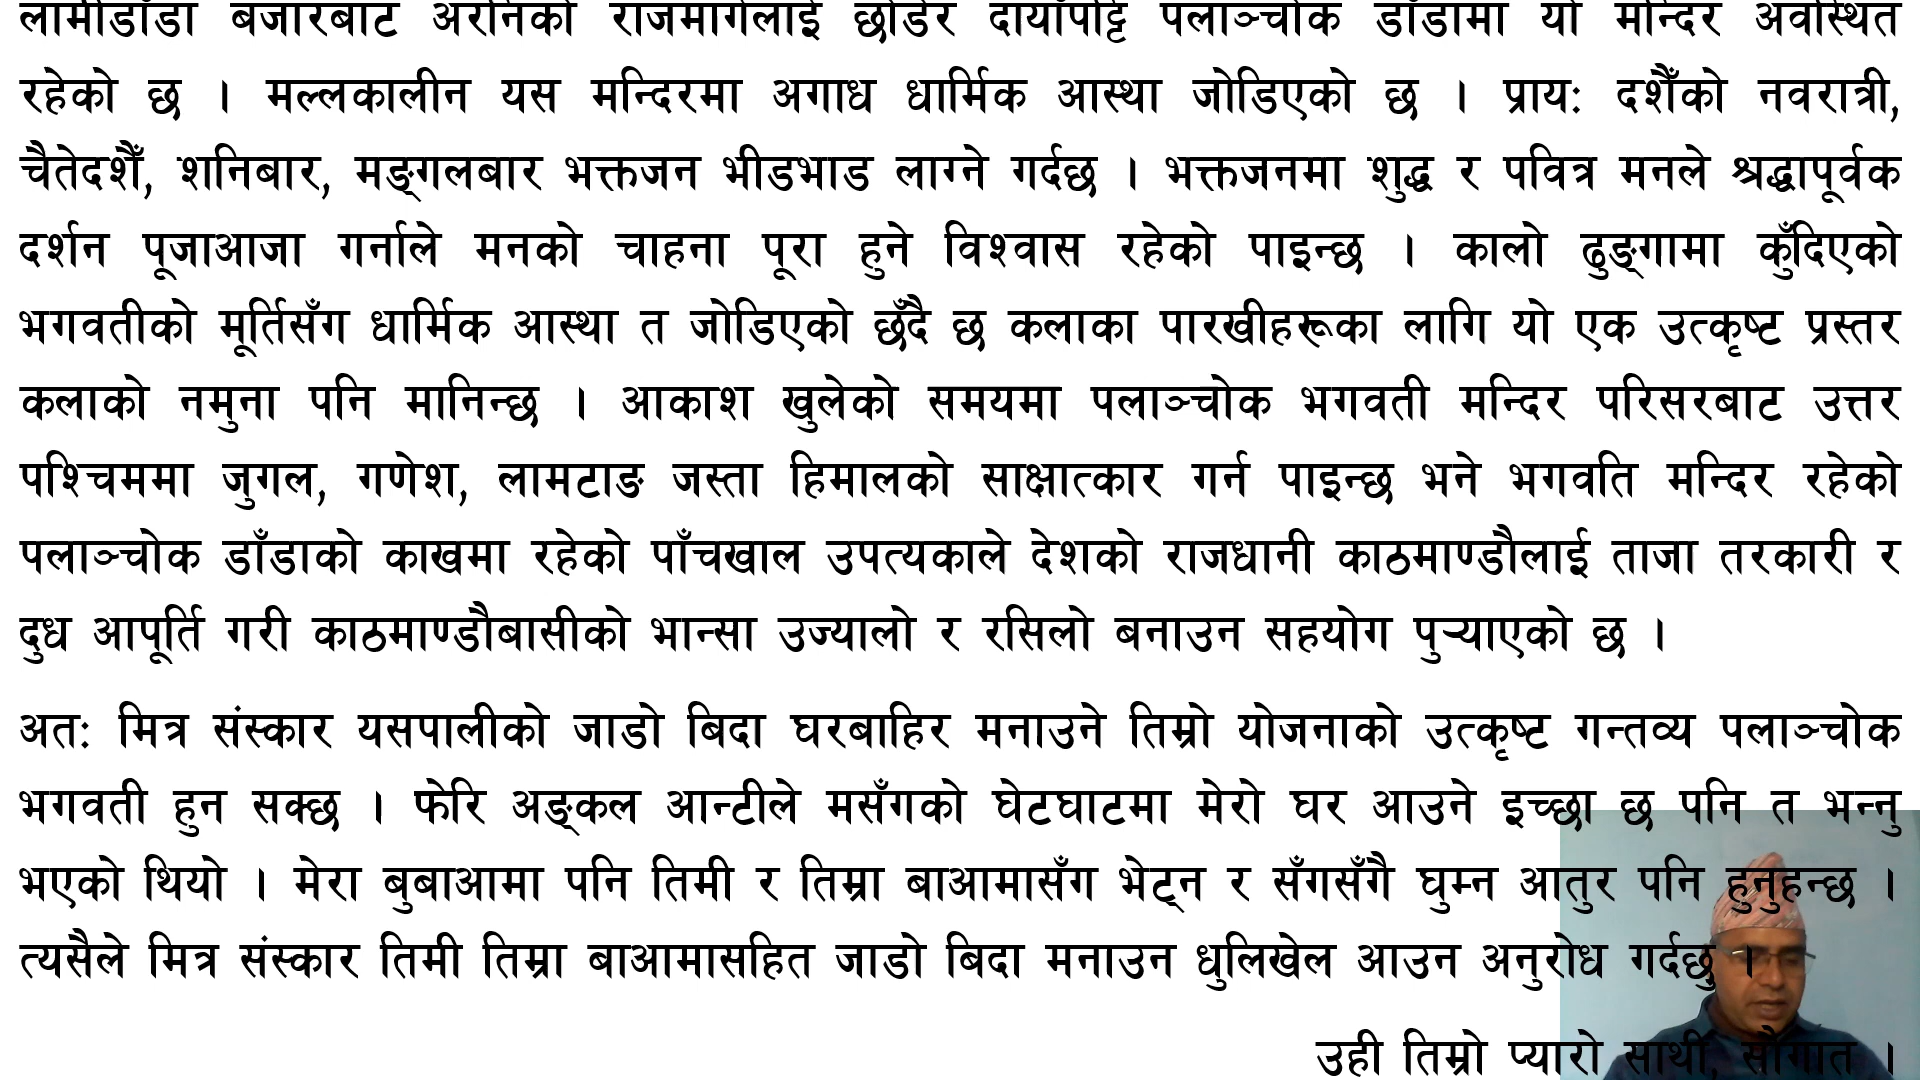 लामीडाँडा बजारबाट अरनिको राजमार्गलाई छोडेर दायाँपट्टि पलाञ्चोक डाँडामा यो मन्दिर अवस्थित
रहेको छ । मल्लकालीन यस मन्दिरमा अगाध धार्मिक आस्था जोडिएको छ । प्रायः दशैँको नवरात्री,
चैतेदशैँ, शनिबार, मङ्गलबार भक्तजन भीडभाड लाग्ने गर्दछ । भक्तजनमा शुद्ध र पवित्र मनले श्रद्धापूर्वक
दर्शन पूजाआजा गर्नाले मनको चाहना पूरा हुने विश्वास रहेको पाइन्छ । कालो ढुङ्गामा कुँदिएको
भगवतीको मूर्तिसँग धार्मिक आस्था त जोडिएको छँदै छ कलाका पारखीहरूका लागि यो एक उत्कृष्ट प्रस्तर
कलाको नमुना पनि मानिन्छ । आकाश खुलेको समयमा पलाञ्चोक भगवती मन्दिर परिसरबाट उत्तर
पश्चिममा जुगल, गणेश, लामटाङ जस्ता हिमालको साक्षात्कार गर्न पाइन्छ भने भगवति मन्दिर रहेको
पलाञ्चोक डाँडाको काखमा रहेको पाँचखाल उपत्यकाले देशको राजधानी काठमाण्डौलाई ताजा तरकारी र
दुध आपूर्ति गरी काठमाण्डौबासीको भान्सा उज्यालो र रसिलो बनाउन सहयोग पुर्‍याएको छ ।
अतः मित्र संस्कार यसपालीको जाडो बिदा घरबाहिर मनाउने तिम्रो योजनाको उत्कृष्ट गन्तव्य पलाञ्चोक
भगवती हुन सक्छ । फेरि अङ्कल आन्टीले मसँगको घेटघाटमा मेरो घर आउने इच्छा छ पनि त भन्नु
भएको थियो । मेरा बुबाआमा पनि तिमी र तिम्रा बाआमासँग भेट्न र सँगसँगै घुम्न आतुर पनि हुनुहन्छ ।
त्यसैले मित्र संस्कार तिमी तिम्रा बाआमासहित जाडो बिदा मनाउन धुलिखेल आउन अनुरोध गर्दछु ।
उही तिम्रो प्यारो साथी, सौगात ।